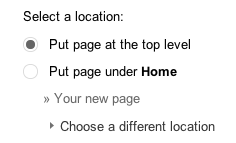 Select a location:
Put page at the top level
Put page under Home
» Your new page
Choose a different location